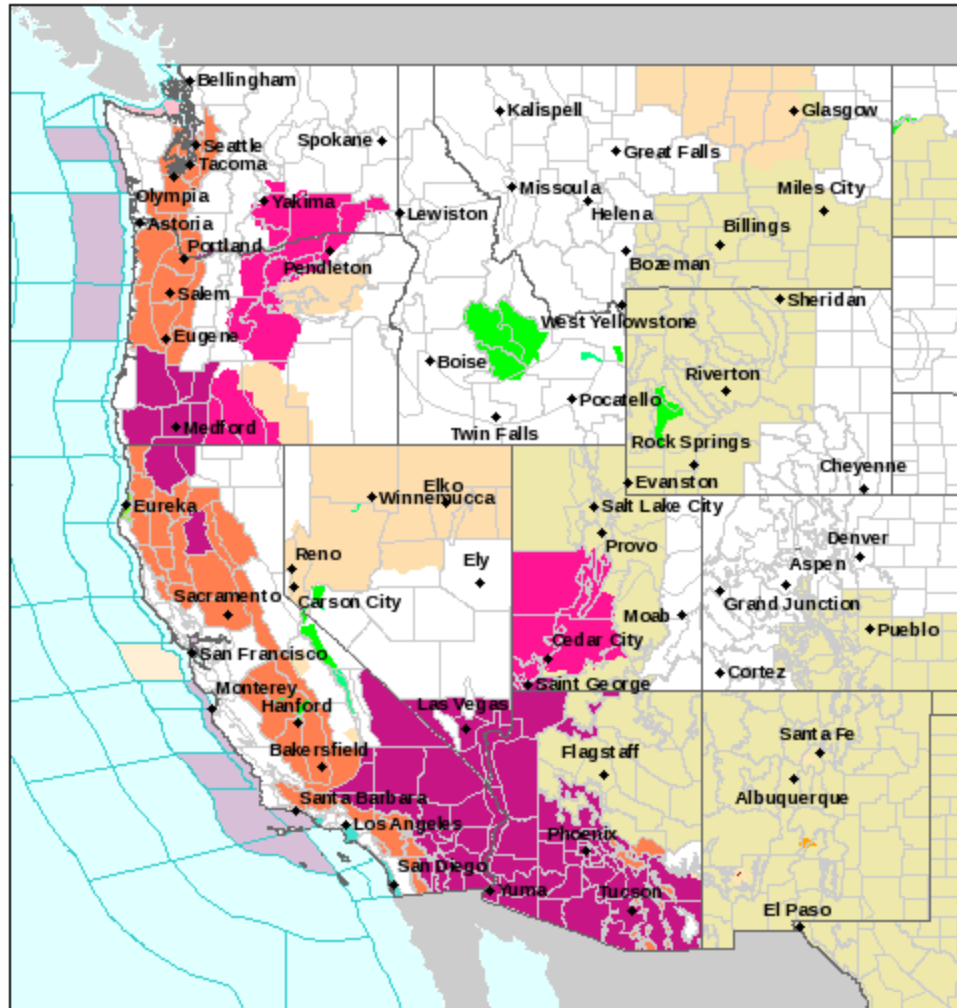 Bellingham
Kalispell
Glasgow
Seattle
Spokane
Great Falls
Tacoma
Missoula
Miles City
Olympia
Yakima
Lewiston
Helena
Astoria
Billings
Portland
Pendleton
Bozeman
Salem
Sheridan
West Yellowstone
Eugene
Boise
Riverton
Pocatello
Medford
Twin Falls
Rock Springs
Cheyenne
Elko
Winnemucca
Evanston
Eureka
Salt Lake City
Provo
Denver
Reno
Ely
Aspen
Sacramento
Carson City
Moab
Grand Junction
Pueblo
Cedar City
San Francisco
Cortez
Monterey
Saint George
Hanford
Las Vegas
Santa Fe
Bakersfield
Flagstaff
Albuquerque
Santa Barbara
Los Angeles
Phoenix
San Diego
Yuma
Tucson
El Paso